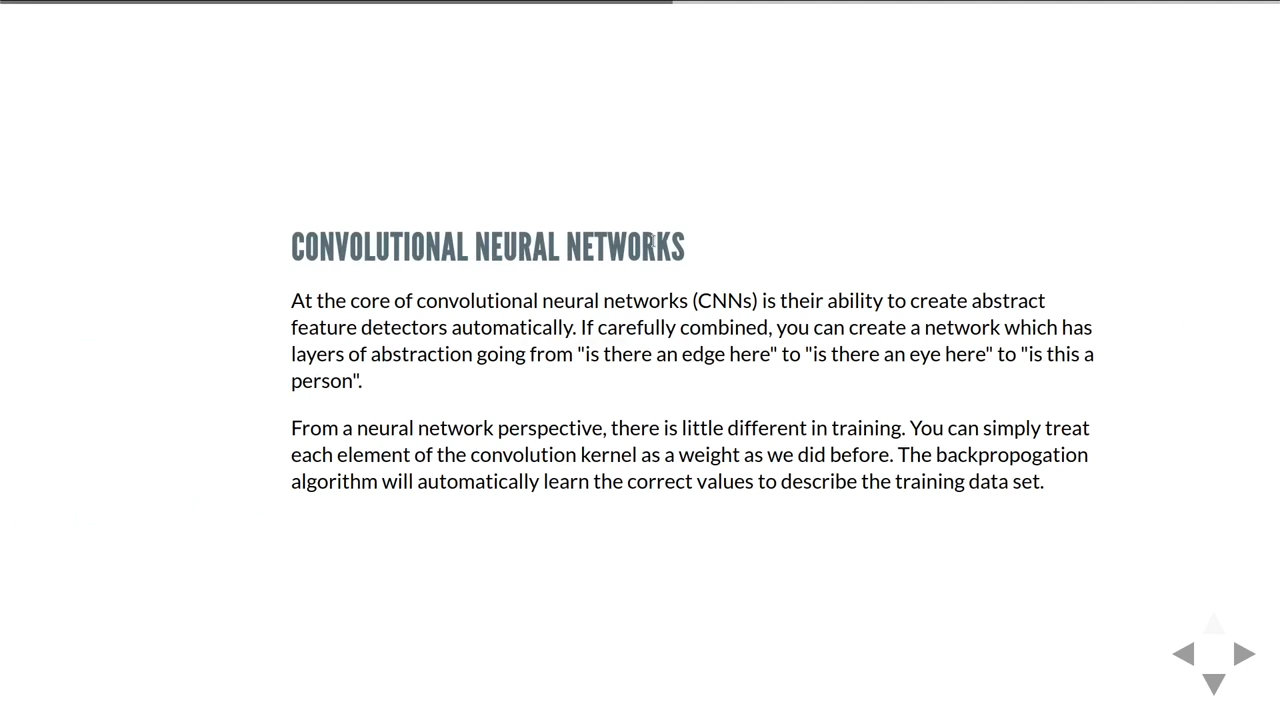 CONVOLUTIONAL NEURAL NETWORKS
At the core of convolutional neural networks (CNNs) is their ability to create abstract
feature detectors automatically. If carefully combined, you can create a network which has
layers of abstraction going from "is there an edge here" to "is there an eye here" to "is this a
person".
From a neural network perspective, there is little different in training. You can simply treat
each element of the convolution kernel as a weight as we did before. The backpropogation
algorithm will automatically learn the correct values to describe the training data set.